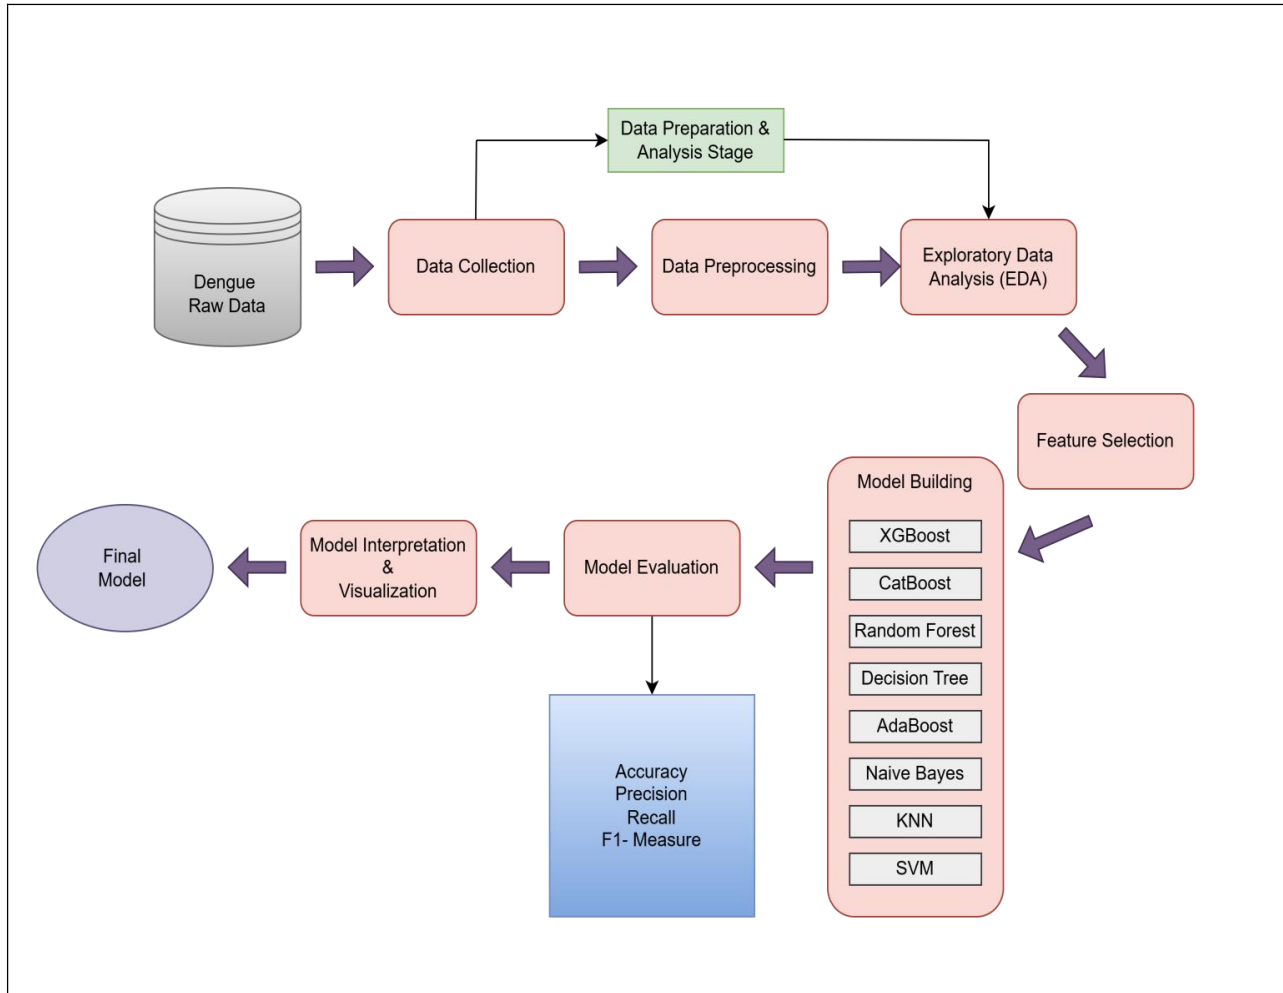 Data Preparation &
Analysis Stage
Dengue
Raw Data
Data Collection
Data Preprocessing
Exploratory Data
Analysis (EDA)
Feature Selection
Model Building
XGBoost
CatBoost
Random Forest
Decision Tree
AdaBoost
Naive Bayes
KNN
SVM
Model Evaluation
Accuracy
Precision
Recall
F1- Measure
Model Interpretation
&
Visualization
Final
Model